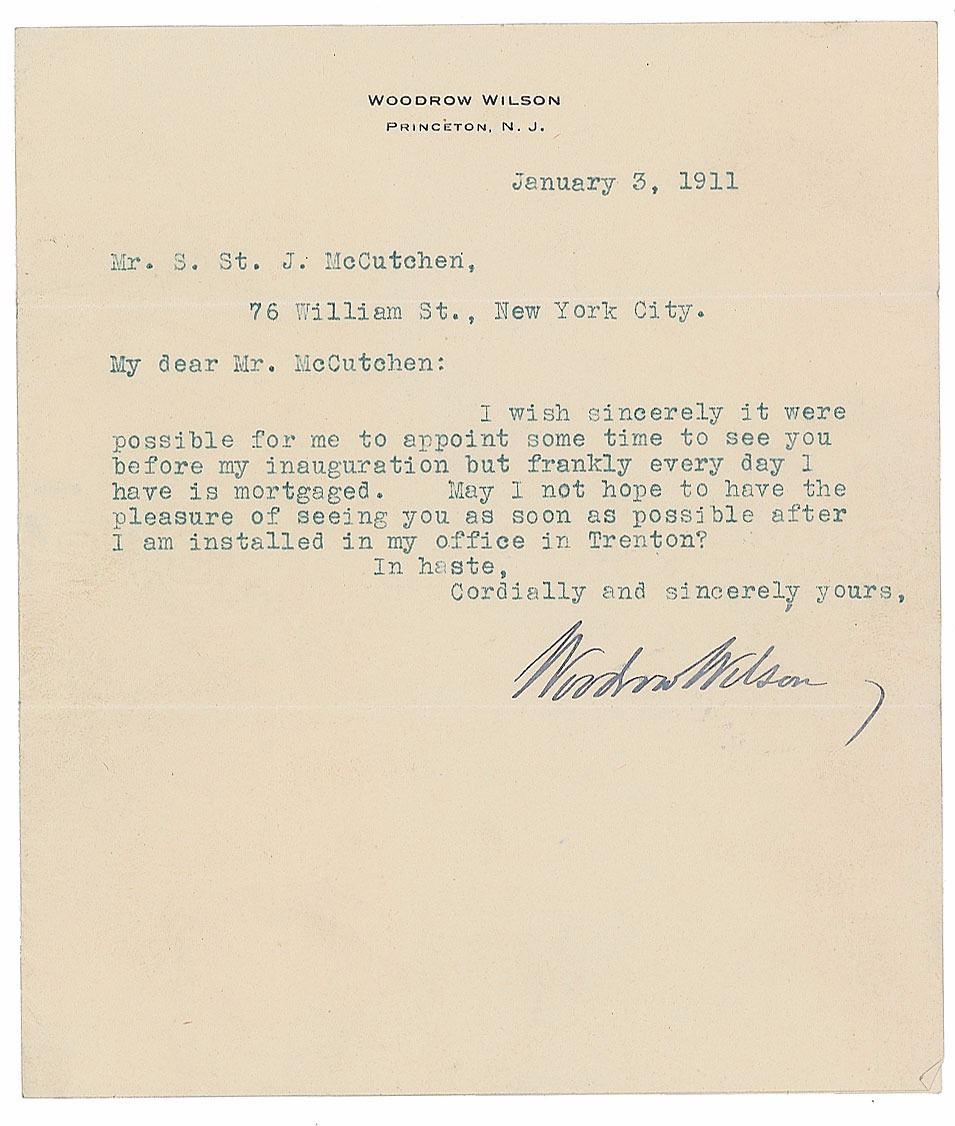 WOODROW WILSON
PRINCETON, N. J.
January 3, 1911
Mr. S. St. J. McCutchen,
76 William St., New York City.
My dear Mr. McCutchen:
I wish sincerely it were
possible for me to appoint some time to see you
before my inauguration but frankly every day I
have is mortgaged. May I not hope to have the
pleasure of seeing you as soon as possible after
I am installed in my office in Trenton?
In haste,
Cordially and sincerely yours,
Woodrow Wilson